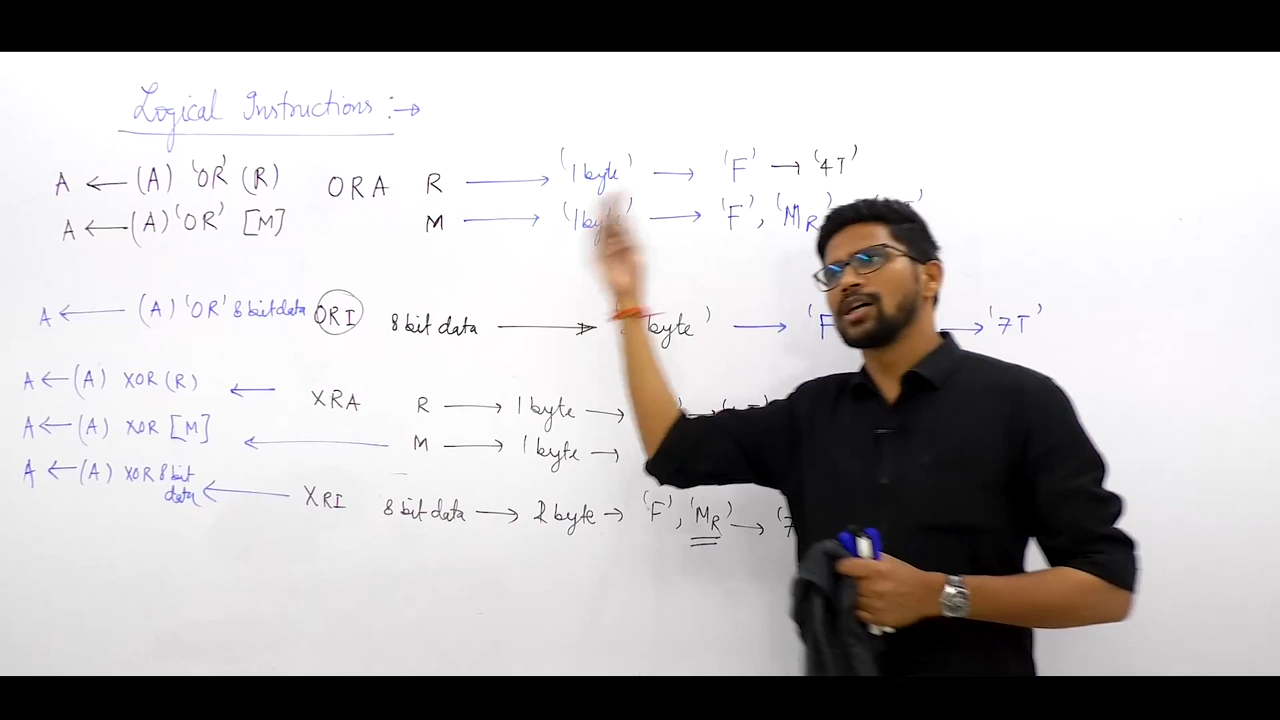 Logical Instructions :→
A ← (A) 'OR' (R) ORA R → ('1 byte') → 'F' → '4T'
A ← (A) 'OR' [M] M → ('1 byte') → 'F', 'MR
A ← (A) 'OR' 8 bit data ORI 8 bit data → byte') → 'F → '7T'
A ← (A) XOR (R) ← XRA R → 1 byte →
A ← (A) XOR [M] ← M → 1 byte →
A ← (A) XOR 8 bit data ← XRI 8 bit data → 2 byte → 'F', 'MR' → '7